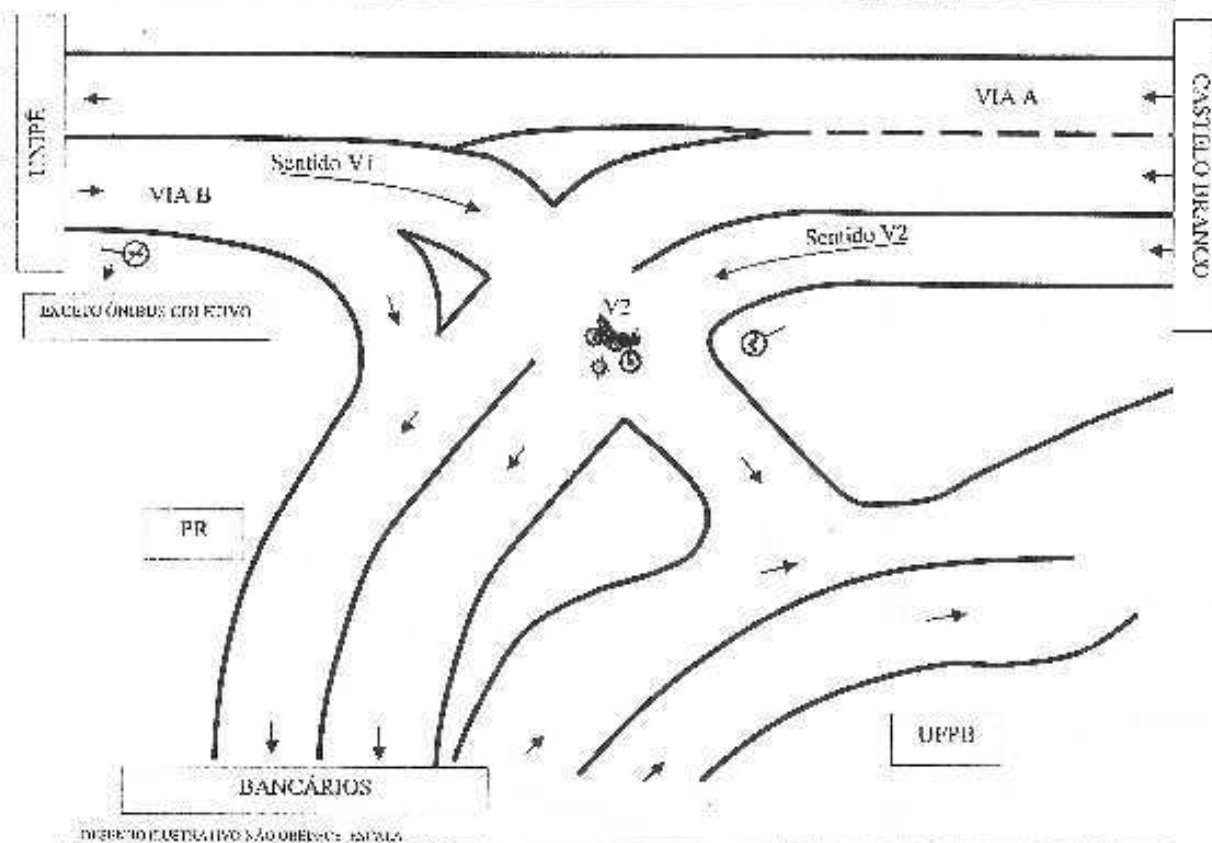 UNIPÊ
VIA A
CASTELO BRANCO
Sentido V1
VIA B
Sentido V2
EXCETO ÔNIBUS COLETIVO
V2
PR
UFPB
BANCÁRIOS
DESENHO ILUSTRATIVO NÃO OBEDECE ESCALA